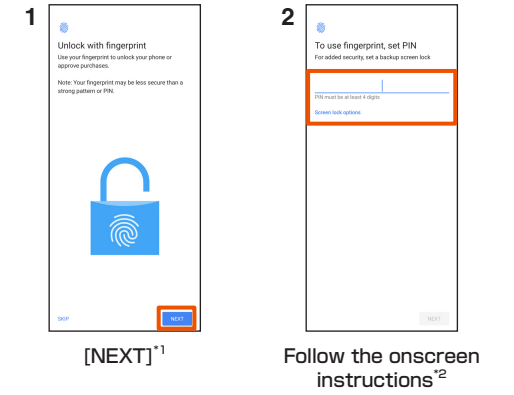 1
Unlock with fingerprint
Use your fingerprint to unlock your phone or
approve purchases.
Note: Your fingerprint may be less secure than a
strong pattern or PIN.
SKIP
NEXT
[NEXT]*1
2
To use fingerprint, set PIN
For added security, set a backup screen lock
PIN must be at least 4 digits
Screen lock options
NEXT
Follow the onscreen
instructions*2